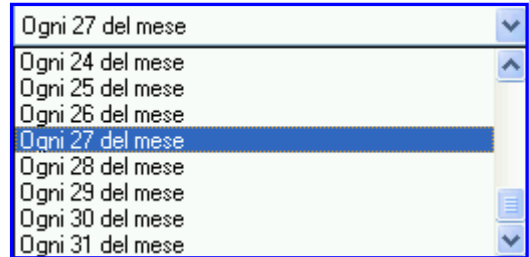 Ogni 27 del mese
Ogni 24 del mese
Ogni 25 del mese
Ogni 26 del mese
Ogni 27 del mese
Ogni 28 del mese
Ogni 29 del mese
Ogni 30 del mese
Ogni 31 del mese